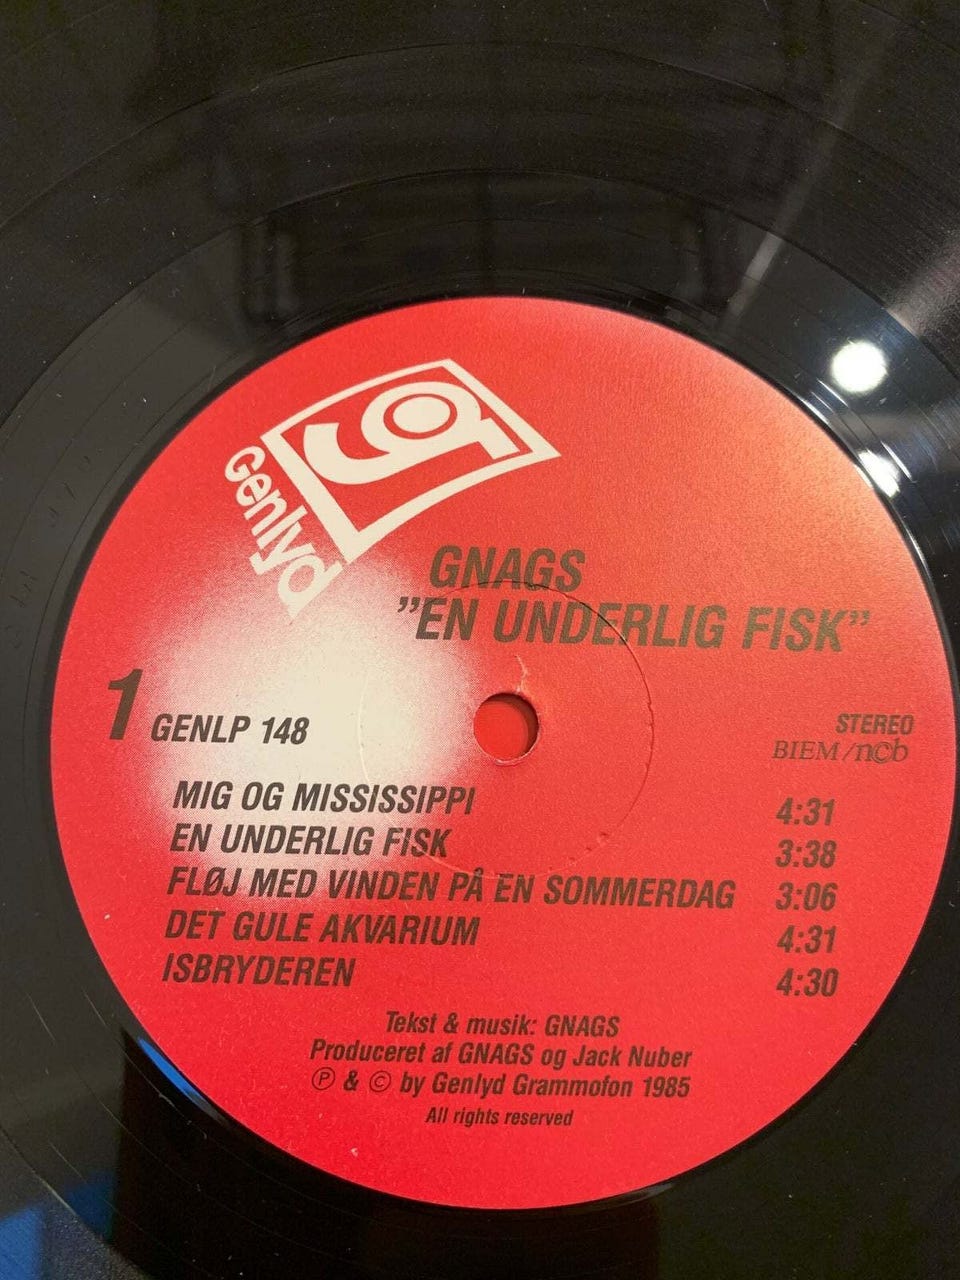 g
Genlyd
GNAGS
”EN UNDERLIG FISK”
1 GENLP 148
STEREO
BIEM/n©b
MIG OG MISSISSIPPI 4:31
EN UNDERLIG FISK 3:38
FLØJ MED VINDEN PÅ EN SOMMERDAG 3:06
DET GULE AKVARIUM 4:31
ISBRYDEREN 4:30
Tekst & musik: GNAGS
Produceret af GNAGS og Jack Nuber
Ⓟ & © by Genlyd Grammofon 1985
All rights reserved